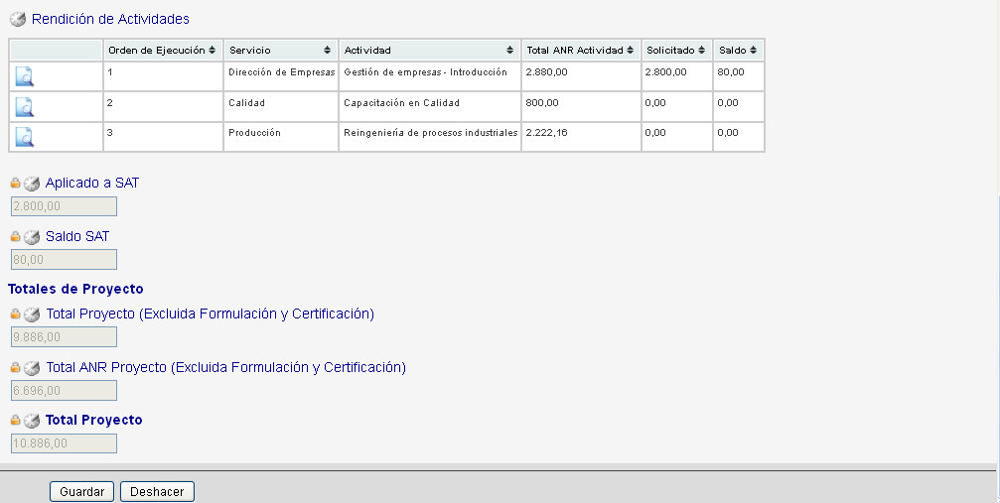 Rendición de Actividades
Orden de Ejecución Servicio Actividad Total ANR Actividad Solicitado Saldo
1 Dirección de Empresas Gestión de empresas - Introducción 2.880,00 2.800,00 80,00
2 Calidad Capacitación en Calidad 800,00 0,00 0,00
3 Producción Reingeniería de procesos industriales 2.222,16 0,00 0,00
Aplicado a SAT
2.800,00
Saldo SAT
80,00
Totales de Proyecto
Total Proyecto (Excluida Formulación y Certificación)
9.886,00
Total ANR Proyecto (Excluida Formulación y Certificación)
6.696,00
Total Proyecto
10.886,00
Guardar Deshacer